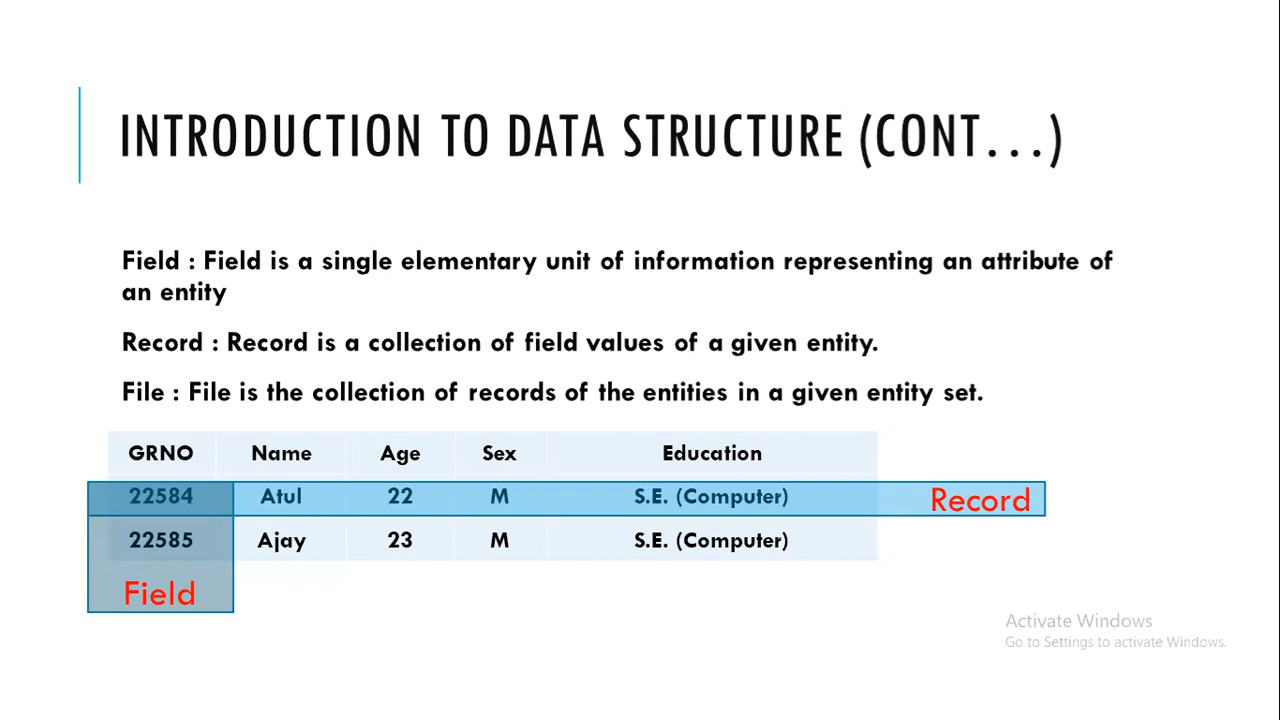 INTRODUCTION TO DATA STRUCTURE (CONT...)
Field : Field is a single elementary unit of information representing an attribute of
an entity
Record : Record is a collection of field values of a given entity.
File : File is the collection of records of the entities in a given entity set.
GRNO Name Age Sex Education
22584 Atul 22 M S.E. (Computer) Record
22585 Ajay 23 M S.E. (Computer)
Field
Activate Windows
Go to Settings to activate Windows.